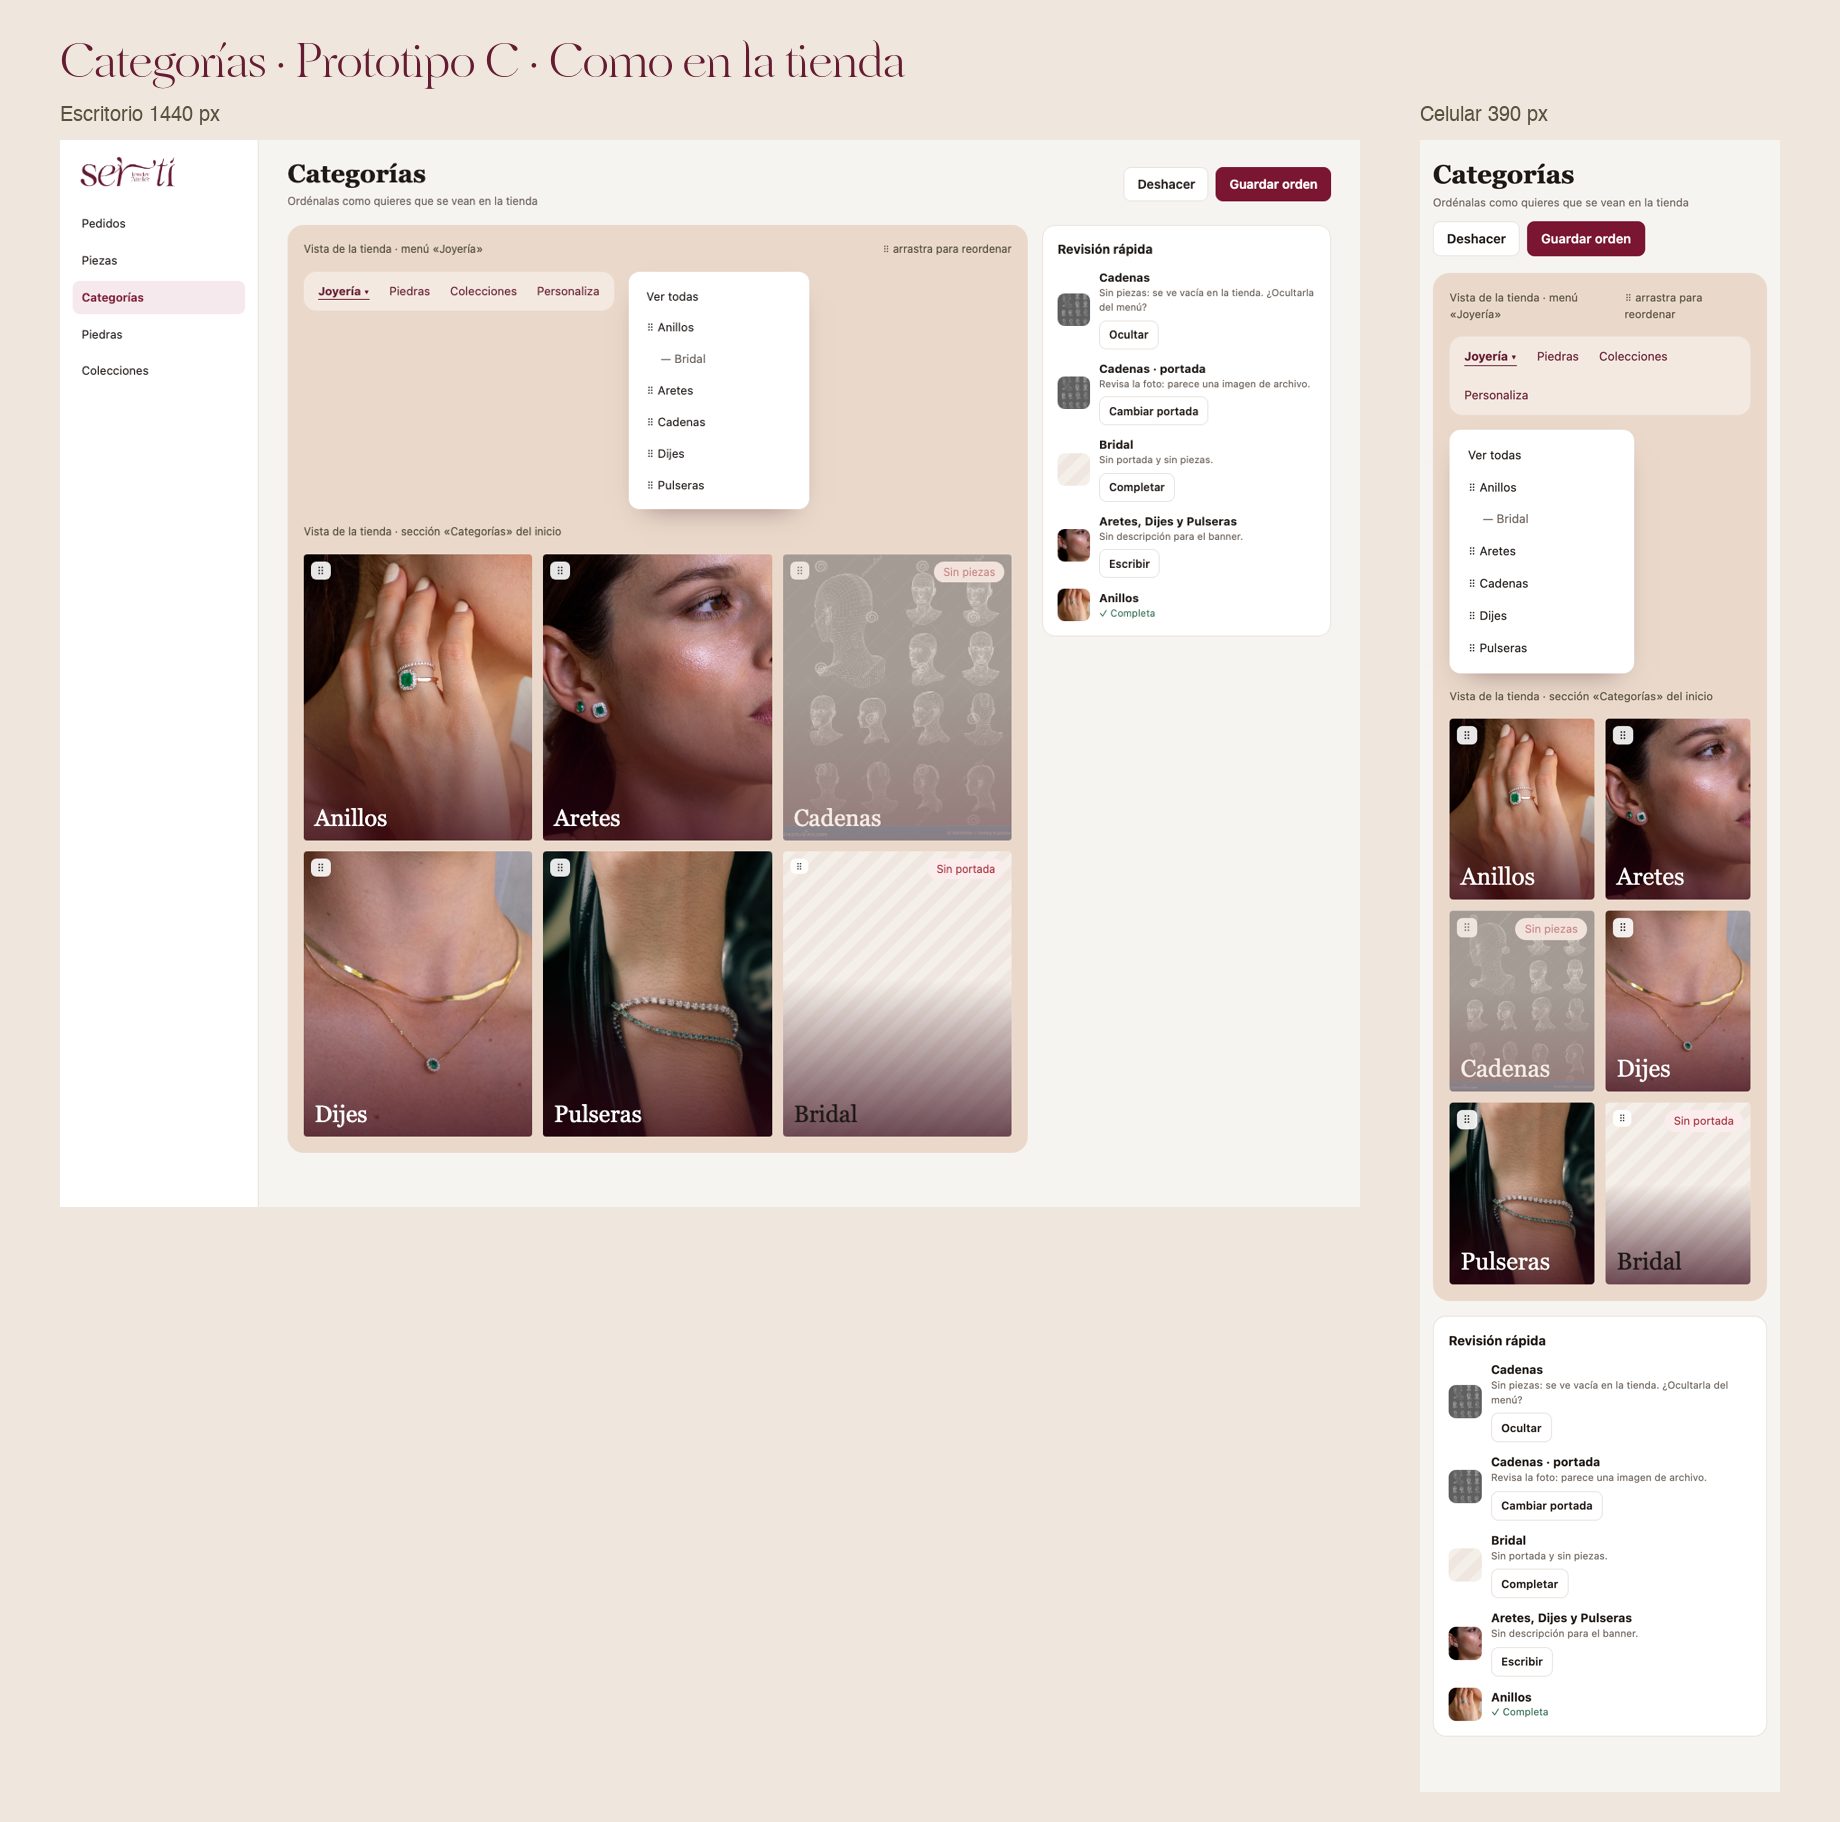 Categorías · Prototipo C · Como en la tienda
Escritorio 1440 px
serti
Jewelry
Atelier
Pedidos
Piezas
Categorías
Piedras
Colecciones
Categorías
Ordénalas como quieres que se vean en la tienda
Deshacer
Guardar orden
Vista de la tienda · menú «Joyería»
⠿ arrastra para reordenar
Joyería ▾ Piedras Colecciones Personaliza
Ver todas
⠿ Anillos
— Bridal
⠿ Aretes
⠿ Cadenas
⠿ Dijes
⠿ Pulseras
Vista de la tienda · sección «Categorías» del inicio
Anillos
Aretes
Sin piezas
Cadenas
Dijes
Pulseras
Sin portada
Bridal
Revisión rápida
Cadenas
Sin piezas: se ve vacía en la tienda. ¿Ocultarla
del menú?
Ocultar
Cadenas · portada
Revisa la foto: parece una imagen de archivo.
Cambiar portada
Bridal
Sin portada y sin piezas.
Completar
Aretes, Dijes y Pulseras
Sin descripción para el banner.
Escribir
Anillos
✓ Completa
Celular 390 px
Categorías
Ordénalas como quieres que se vean en la tienda
Deshacer
Guardar orden
Vista de la tienda · menú
«Joyería»
⠿ arrastra para
reordenar
Joyería ▾ Piedras Colecciones
Personaliza
Ver todas
⠿ Anillos
— Bridal
⠿ Aretes
⠿ Cadenas
⠿ Dijes
⠿ Pulseras
Vista de la tienda · sección «Categorías» del inicio
Anillos
Aretes
Sin piezas
Cadenas
Dijes
Pulseras
Sin portada
Bridal
Revisión rápida
Cadenas
Sin piezas: se ve vacía en la tienda. ¿Ocultarla del
menú?
Ocultar
Cadenas · portada
Revisa la foto: parece una imagen de archivo.
Cambiar portada
Bridal
Sin portada y sin piezas.
Completar
Aretes, Dijes y Pulseras
Sin descripción para el banner.
Escribir
Anillos
✓ Completa